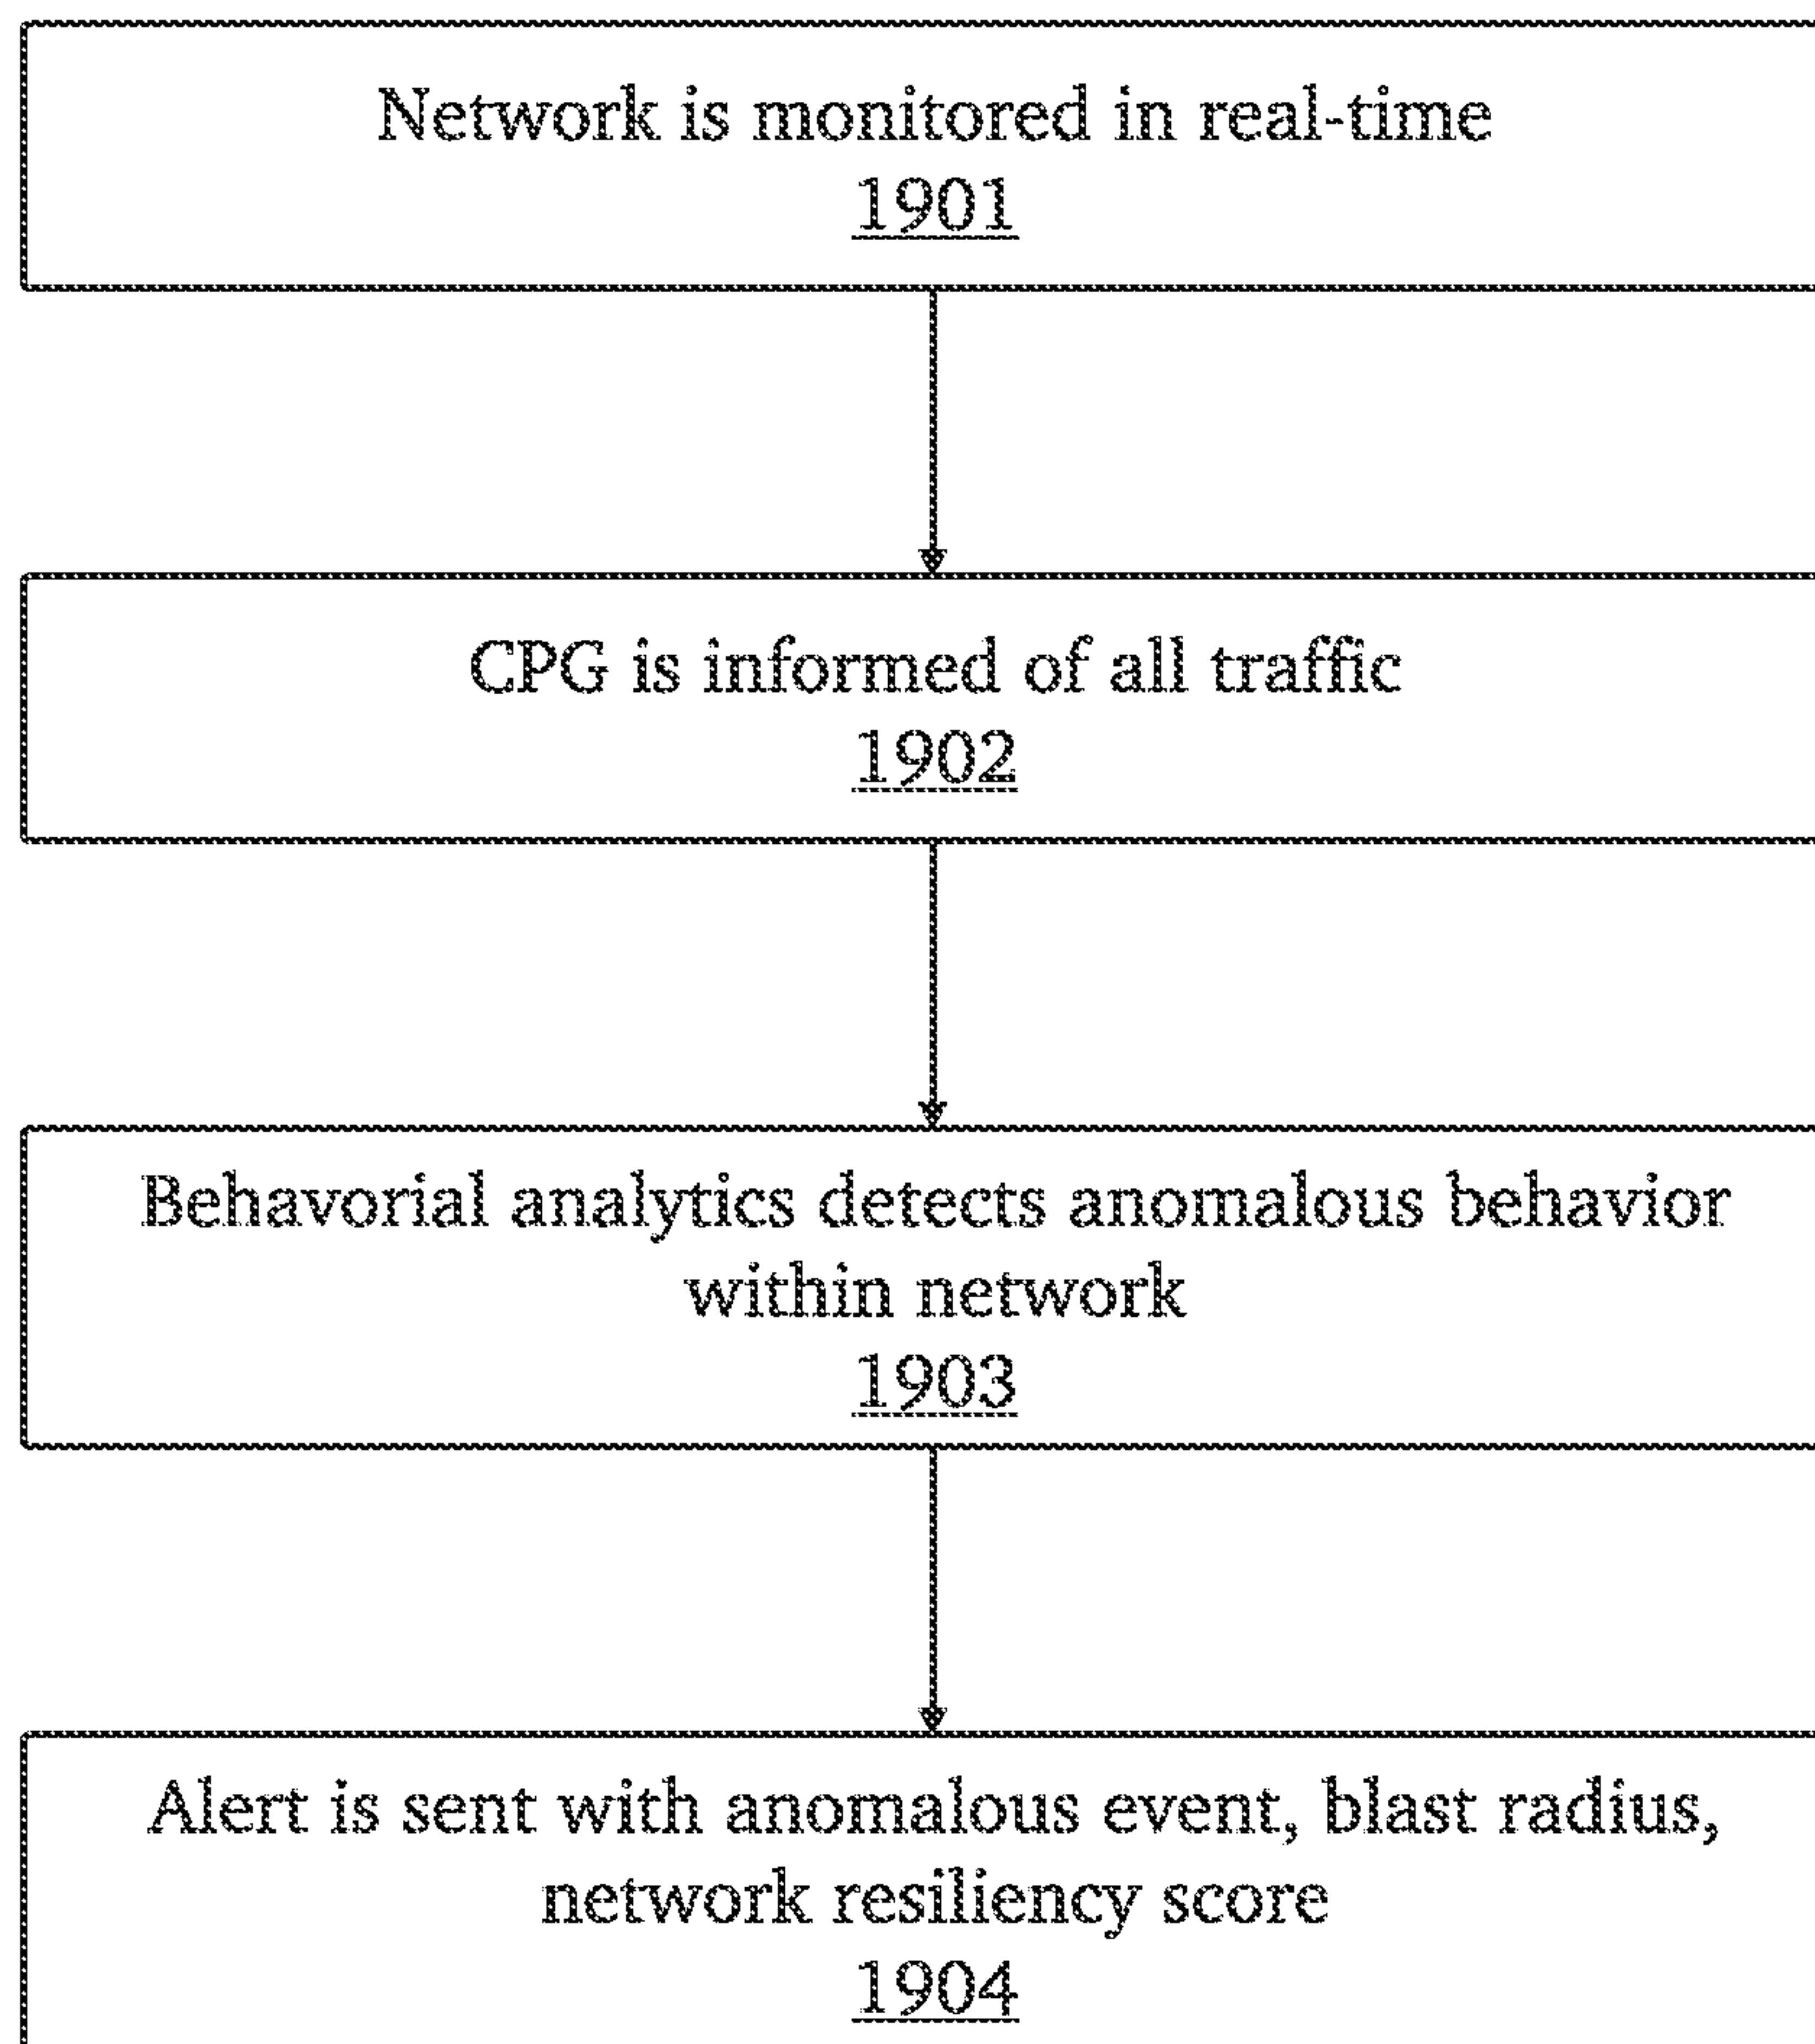 Network is monitored in real-time
1901
CPG is informed of all traffic
1902
Behavorial analytics detects anomalous behavior
within network
1903
Alert is sent with anomalous event, blast radius,
network resiliency score
1904